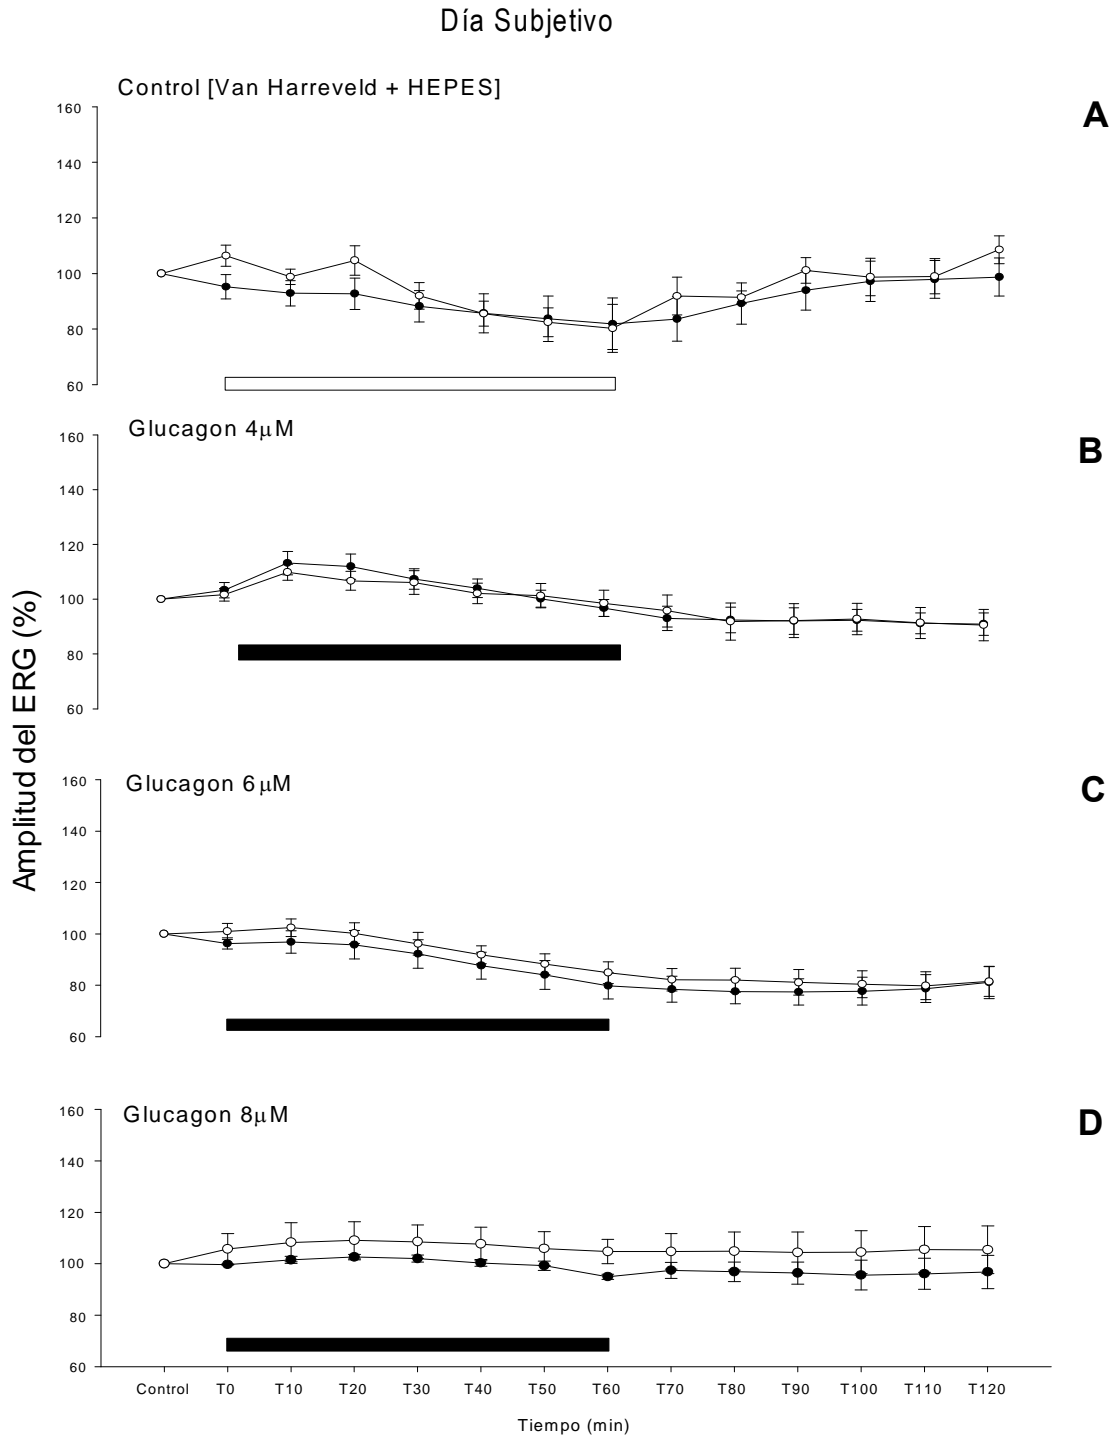 Día Subjetivo
Control [Van Harreveld + HEPES]
A
160
140
120
100
80
60
Glucagon 4μM
B
160
140
120
100
80
60
Amplitud del ERG (%)
Glucagon 6μM
C
160
140
120
100
80
60
Glucagon 8μM
D
160
140
120
100
80
60
Control T0 T10 T20 T30 T40 T50 T60 T70 T80 T90 T100 T110 T120
Tiempo (min)